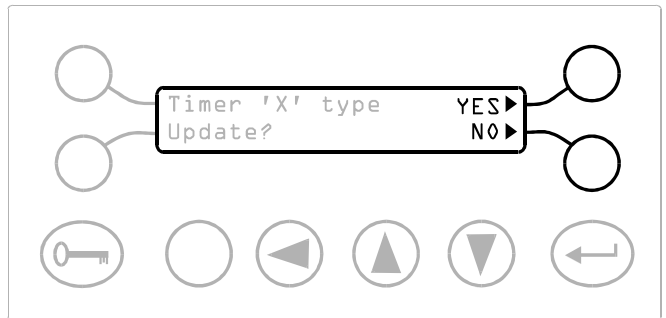 Timer 'X' type YES
Update? NO